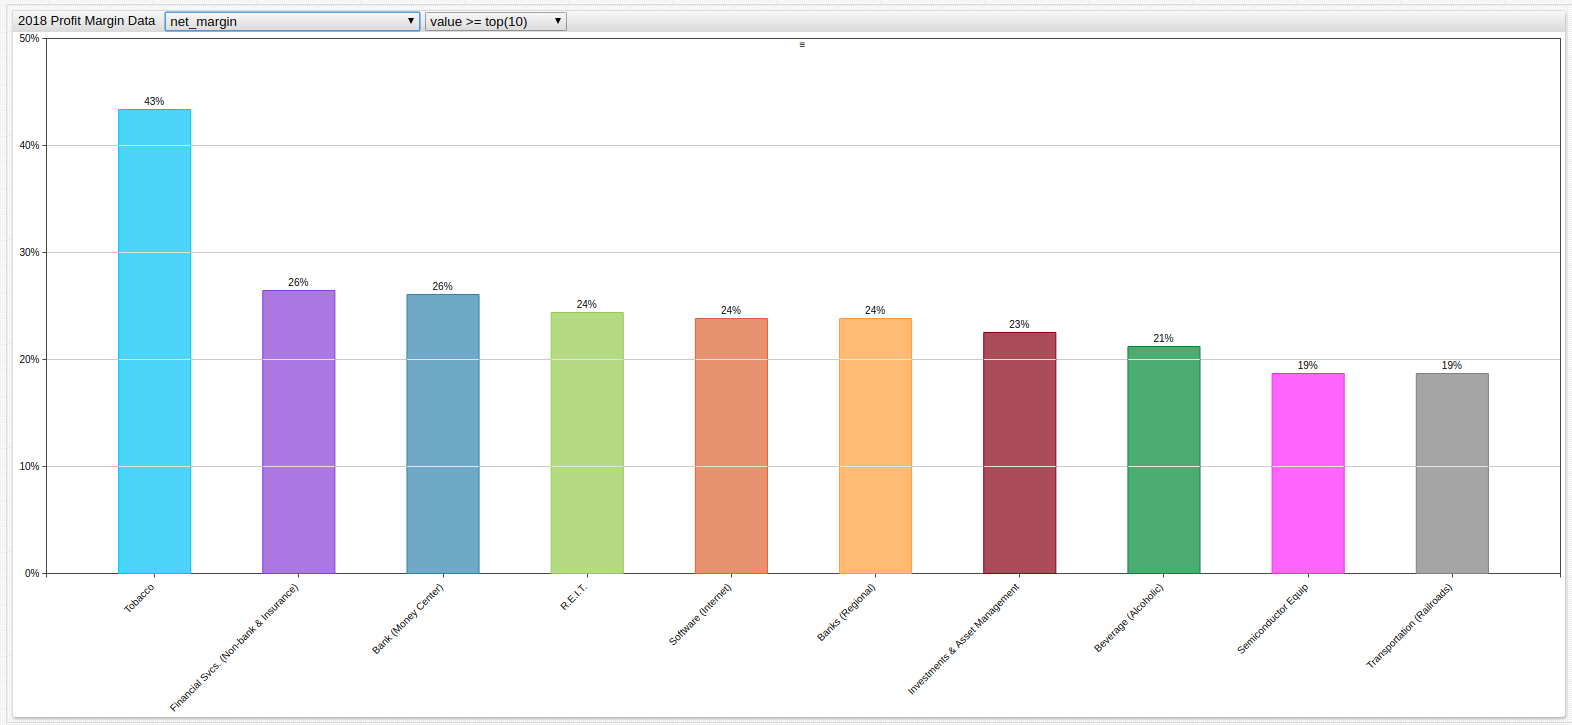 2018 Profit Margin Data net_margin value >= top(10)
50%
40%
30%
20%
10%
0%
43%
26%
26%
24%
24%
24%
23%
21%
19%
19%
Tobacco
Financial Svcs. (Non-bank & Insurance)
Bank (Money Center)
R.E.I.T.
Software (Internet)
Banks (Regional)
Investments & Asset Management
Beverage (Alcoholic)
Semiconductor Equip
Transportation (Railroads)